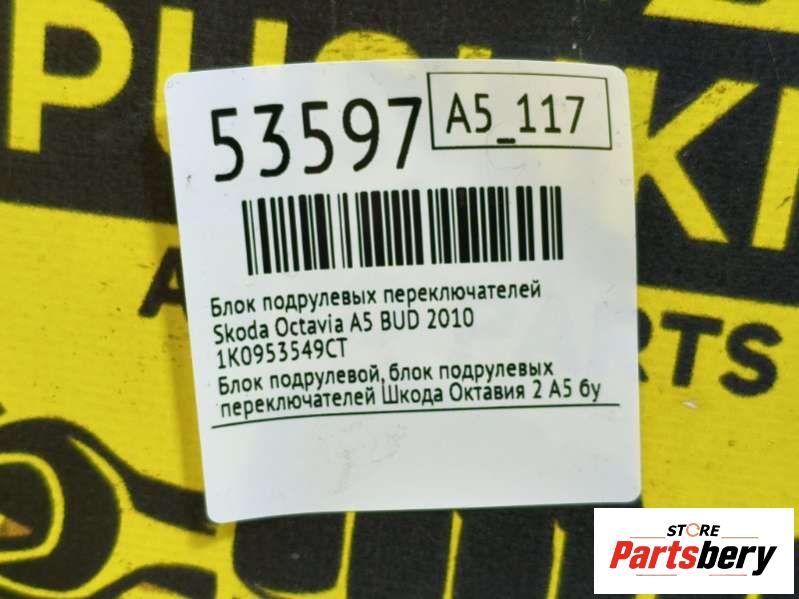 53597
A5_117
Блок подрулевых переключателей
Skoda Octavia A5 BUD 2010
1K0953549CT
Блок подрулевой, блок подрулевых
переключателей Шкода Октавия 2 А5 бу
STORE
Partsbery